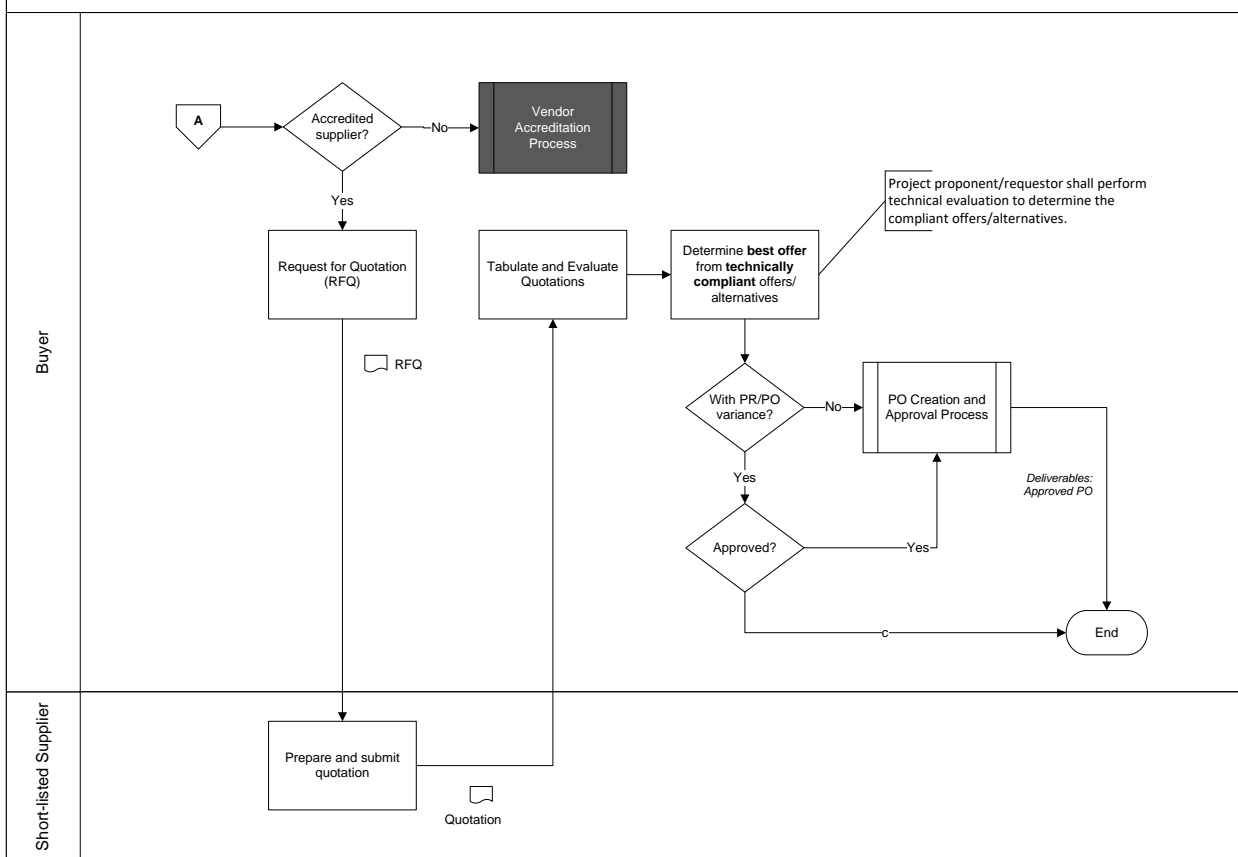 Buyer
A
Accredited
supplier?
No
Vendor
Accreditation
Process
Yes
Request for Quotation
(RFQ)
RFQ
Tabulate and Evaluate
Quotations
Determine best offer
from technically
compliant offers/
alternatives
Project proponent/requestor shall perform
technical evaluation to determine the
compliant offers/alternatives.
With PR/PO
variance?
No
PO Creation and
Approval Process
Yes
Deliverables:
Approved PO
Approved?
Yes
c
End
Short-listed Supplier
Prepare and submit
quotation
Quotation